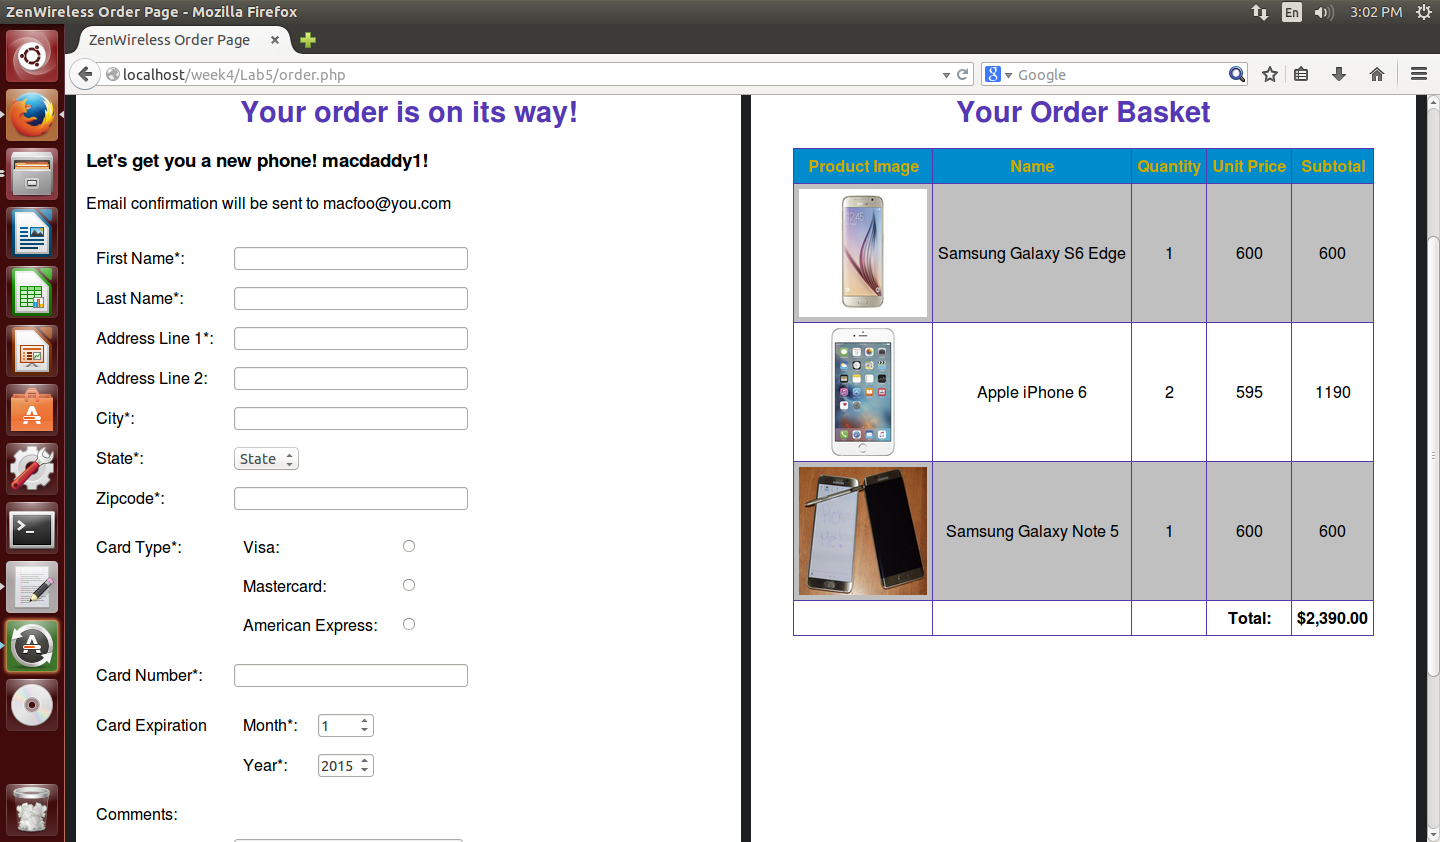 ZenWireless Order Page - Mozilla Firefox
En
3:02 PM
ZenWireless Order Page
localhost/week4/Lab5/order.php
8 Google
Your order is on its way!
Let's get you a new phone! macdaddy1!
Email confirmation will be sent to macfoo@you.com
First Name*:
Last Name*:
Address Line 1*:
Address Line 2:
City*:
State*: State
Zipcode*:
Card Type*: Visa:
Mastercard:
American Express:
Card Number*:
Card Expiration Month*: 1
Year*: 2015
Comments:
Your Order Basket
Product Image Name Quantity Unit Price Subtotal
Samsung Galaxy S6 Edge 1 600 600
Apple iPhone 6 2 595 1190
Samsung Galaxy Note 5 1 600 600
Total: $2,390.00